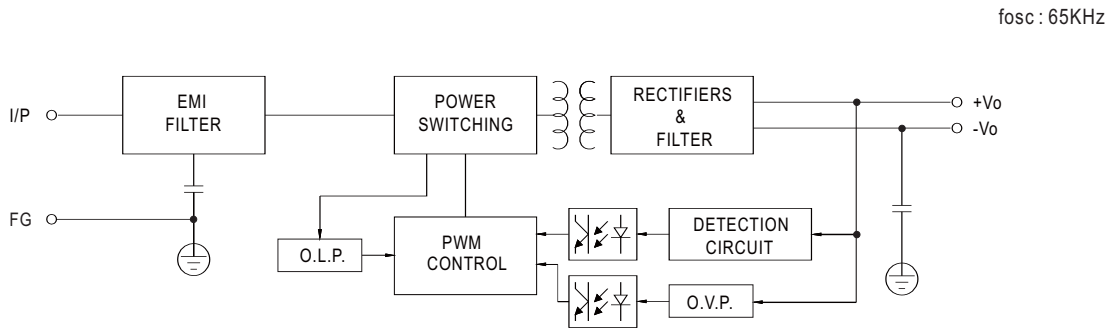 fosc : 65KHz
I/P
EMI
FILTER
POWER
SWITCHING
RECTIFIERS
&
FILTER
+Vo
-Vo
FG
O.L.P.
PWM
CONTROL
DETECTION
CIRCUIT
O.V.P.